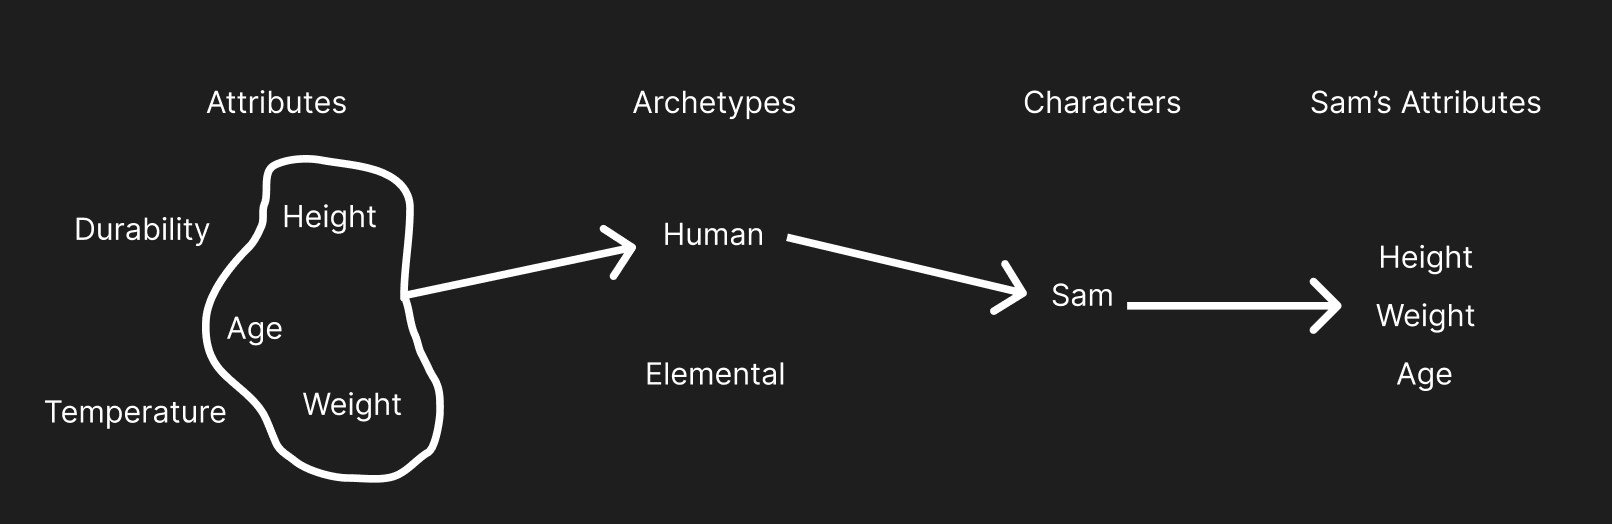 Attributes
Archetypes
Characters
Sam’s Attributes
Height
Durability
Age
Weight
Temperature
Human
Elemental
Sam
Height
Weight
Age